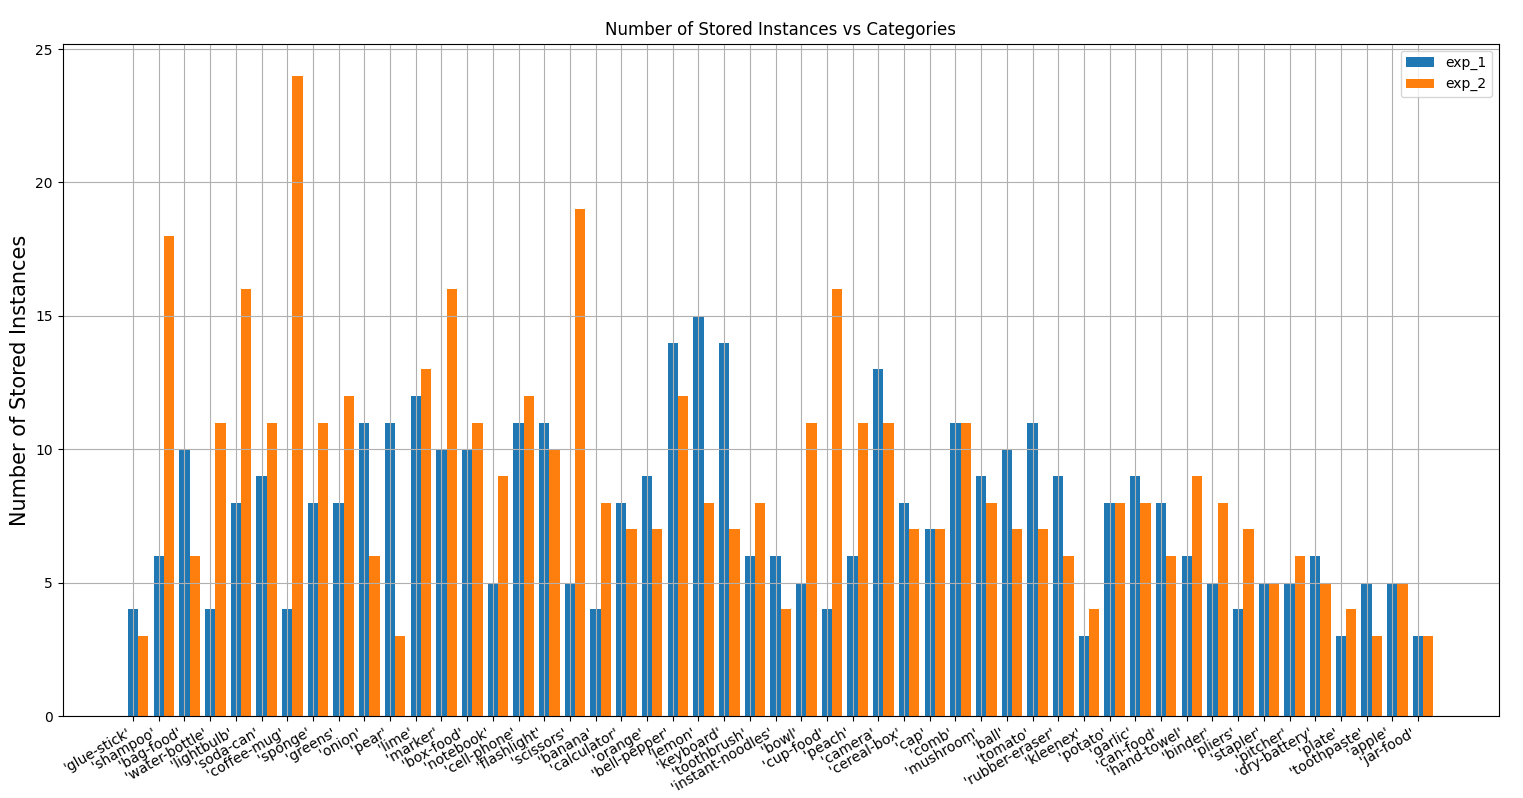 Number of Stored Instances vs Categories
exp_1
exp_2
Number of Stored Instances
25
20
15
10
5
0
'glue-stick'
'shampoo'
'bag-food'
'water-bottle'
'lightbulb'
'soda-can'
'coffee-mug'
'sponge'
'greens'
'onion'
'pear'
'lime'
'marker'
'box-food'
'notebook'
'cell-phone'
'flashlight'
'scissors'
'banana'
'calculator'
'orange'
'bell-pepper'
'lemon'
'keyboard'
'toothbrush'
'instant-noodles'
'bowl'
'cup-food'
'peach'
'camera'
'cereal-box'
'cap'
'comb'
'mushroom'
'ball'
'tomato'
'rubber-eraser'
'kleenex'
'potato'
'garlic'
'can-food'
'hand-towel'
'binder'
'pliers'
'stapler'
'pitcher'
'dry-battery'
'plate'
'toothpaste'
'apple'
'jar-food'